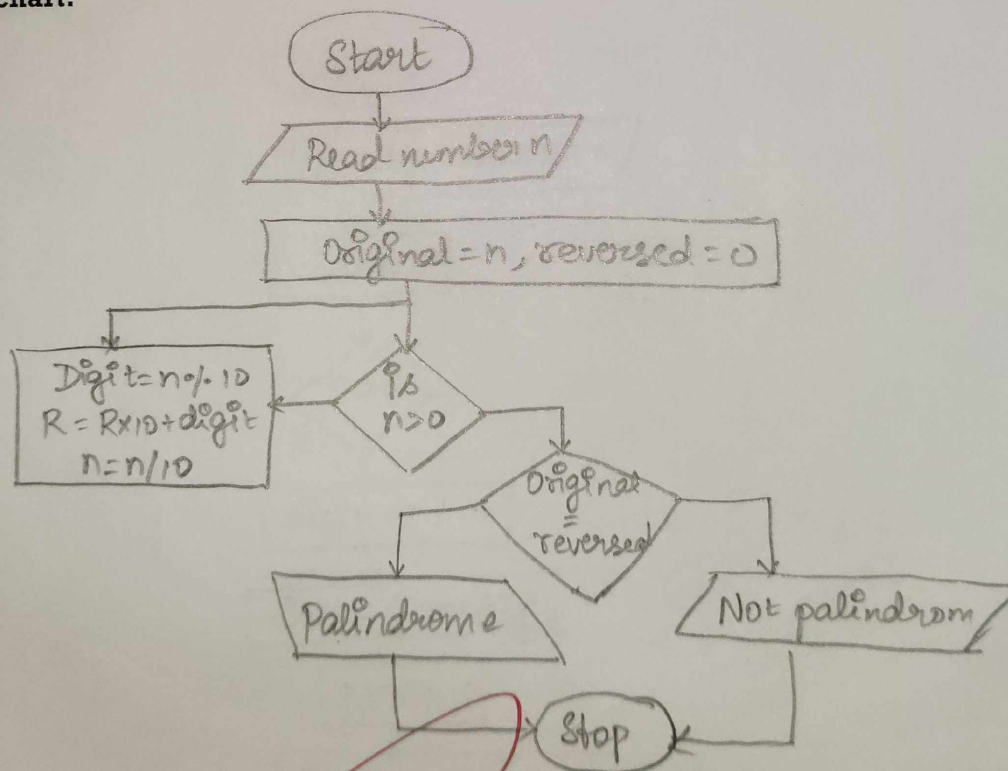 chart:
Start
Read number n
Original = n, reversed = 0
Digit = n % 10
R = R×10 + digit
n = n/10
is
n>0
Original
=
reversed
Palindrome
Not palindrom
Stop